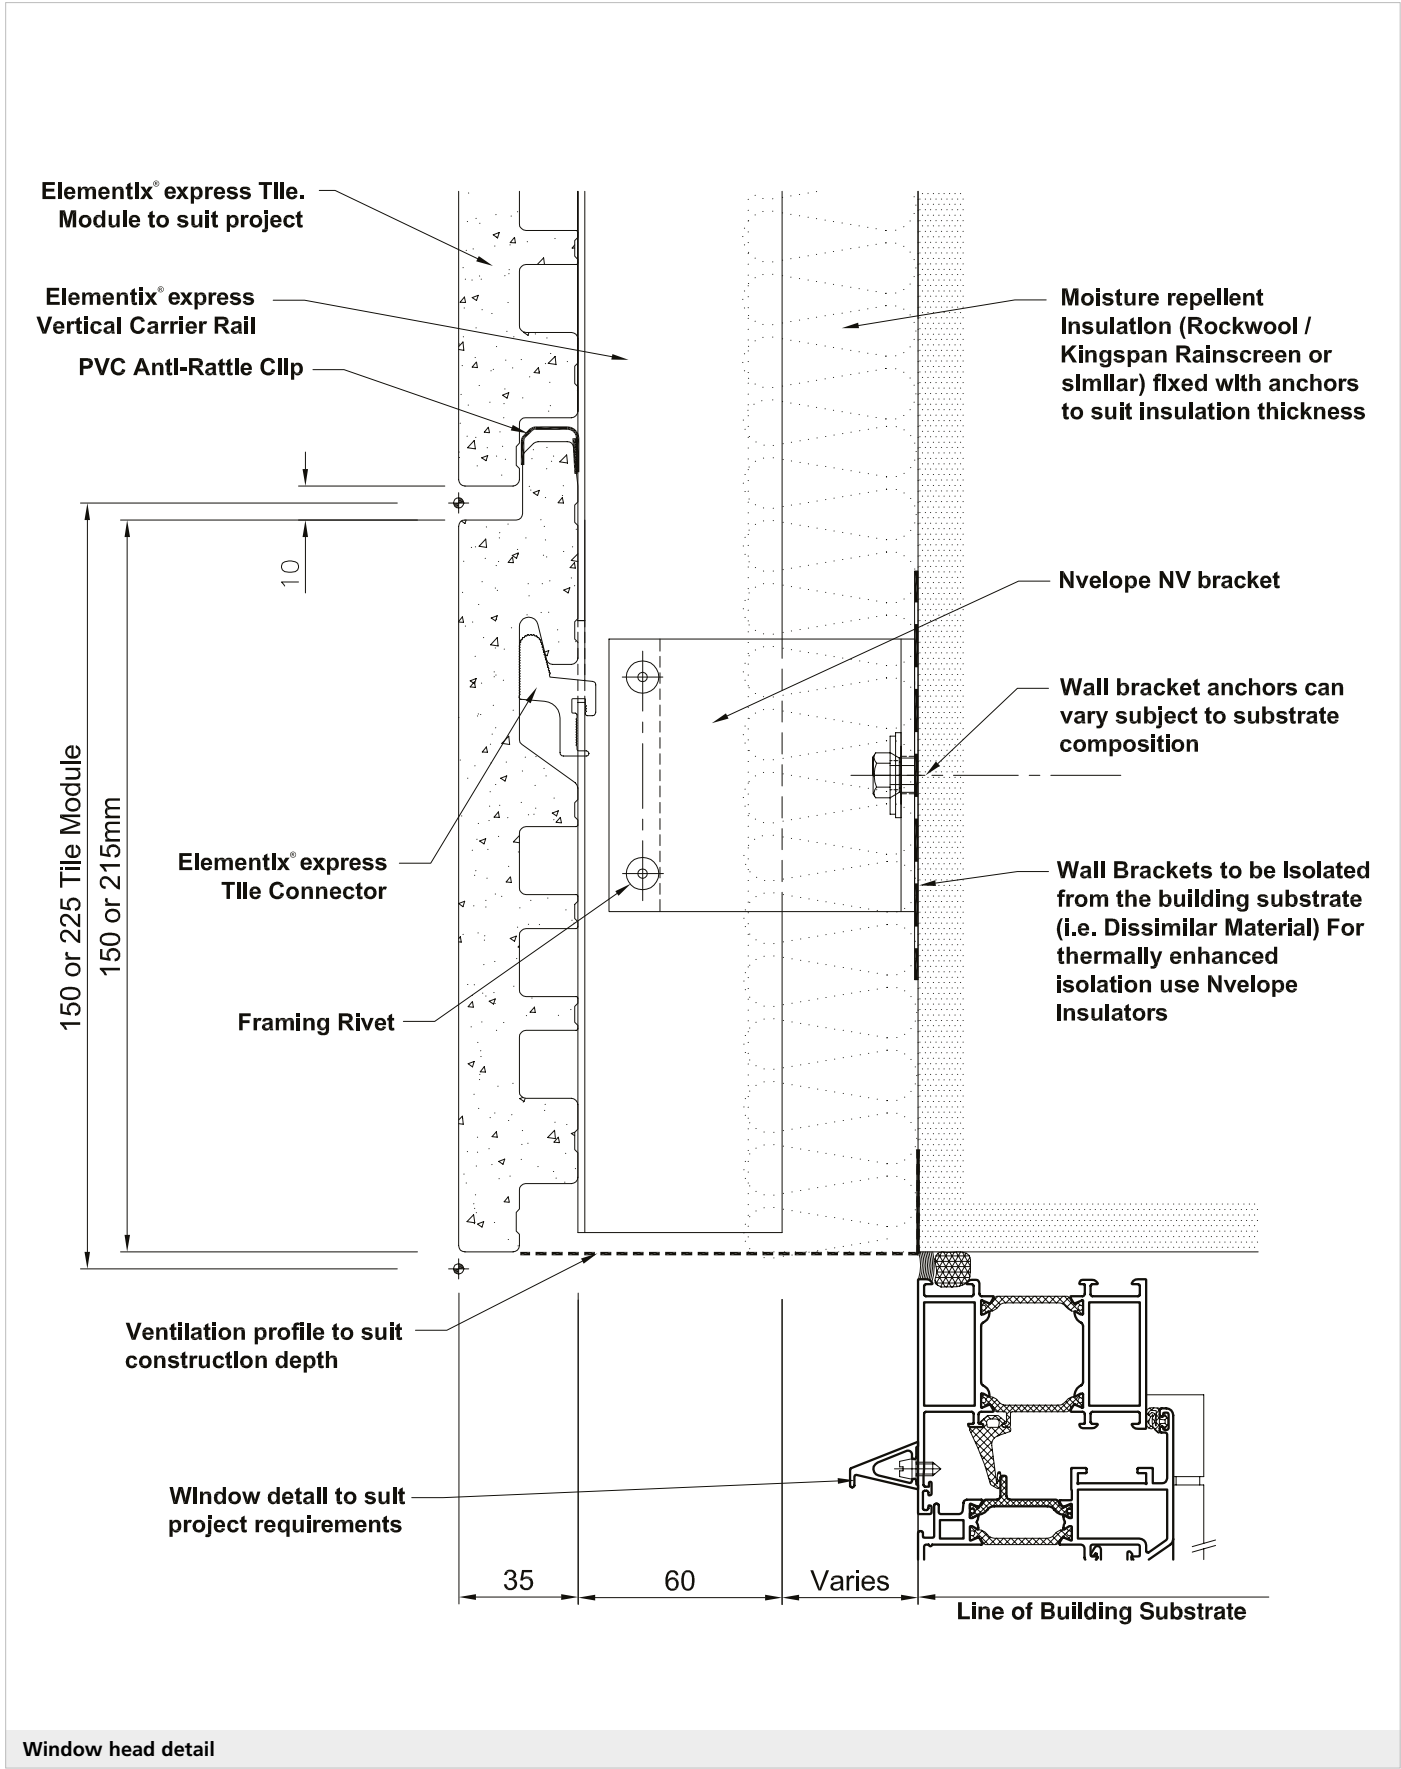 Elementix® express Tile.
Module to suit project
Elementix® express
Vertical Carrier Rail
PVC Anti-Rattle Clip
10
150 or 225 Tile Module
150 or 215mm
Elementix® express
Tile Connector
Framing Rivet
Ventilation profile to suit
construction depth
Window detail to suit
project requirements
Moisture repellent
Insulation (Rockwool /
Kingspan Rainscreen or
similar) fixed with anchors
to suit insulation thickness
Nvelope NV bracket
Wall bracket anchors can
vary subject to substrate
composition
Wall Brackets to be Isolated
from the building substrate
(i.e. Dissimilar Material) For
thermally enhanced
isolation use Nvelope
Insulators
35
60
Varies
Line of Building Substrate
Window head detail